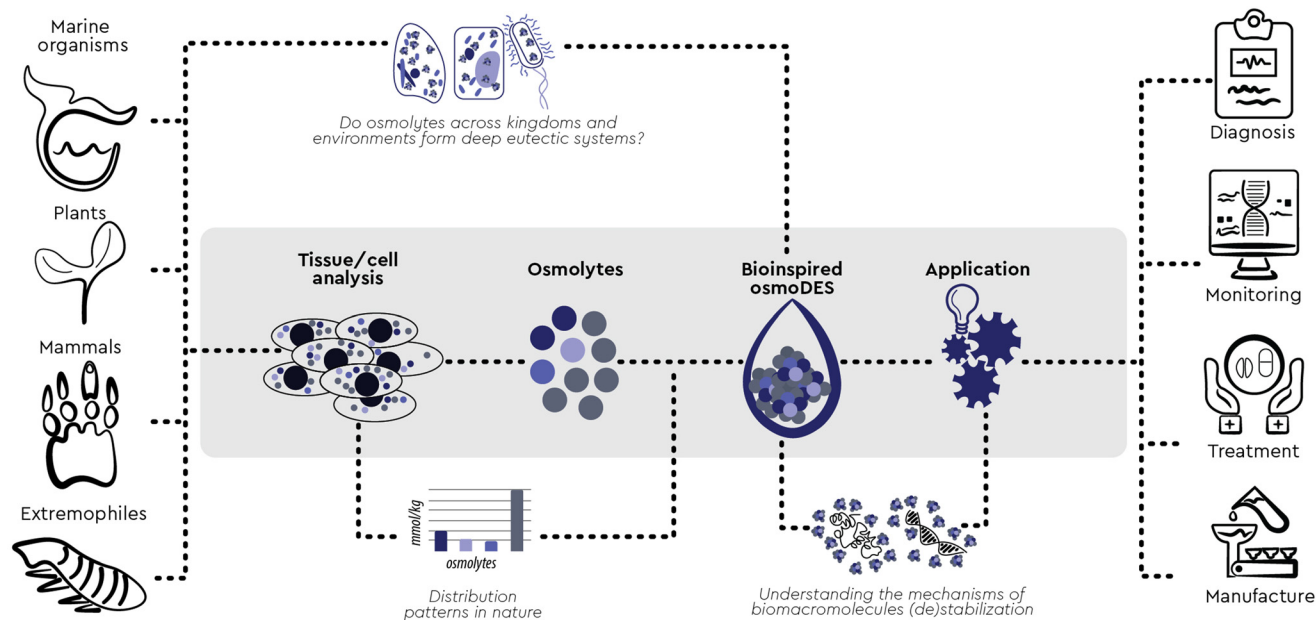 Marine
organisms
Plants
Mammals
Extremophiles
Do osmolytes across kingdoms and
environments form deep eutectic systems?
Tissue/cell
analysis
Osmolytes
Bioinspired
osmoDES
Application
mmol/kg
osmolytes
Distribution
patterns in nature
Understanding the mechanisms of
biomacromolecules (de)stabilization
Diagnosis
Monitoring
Treatment
Manufacture